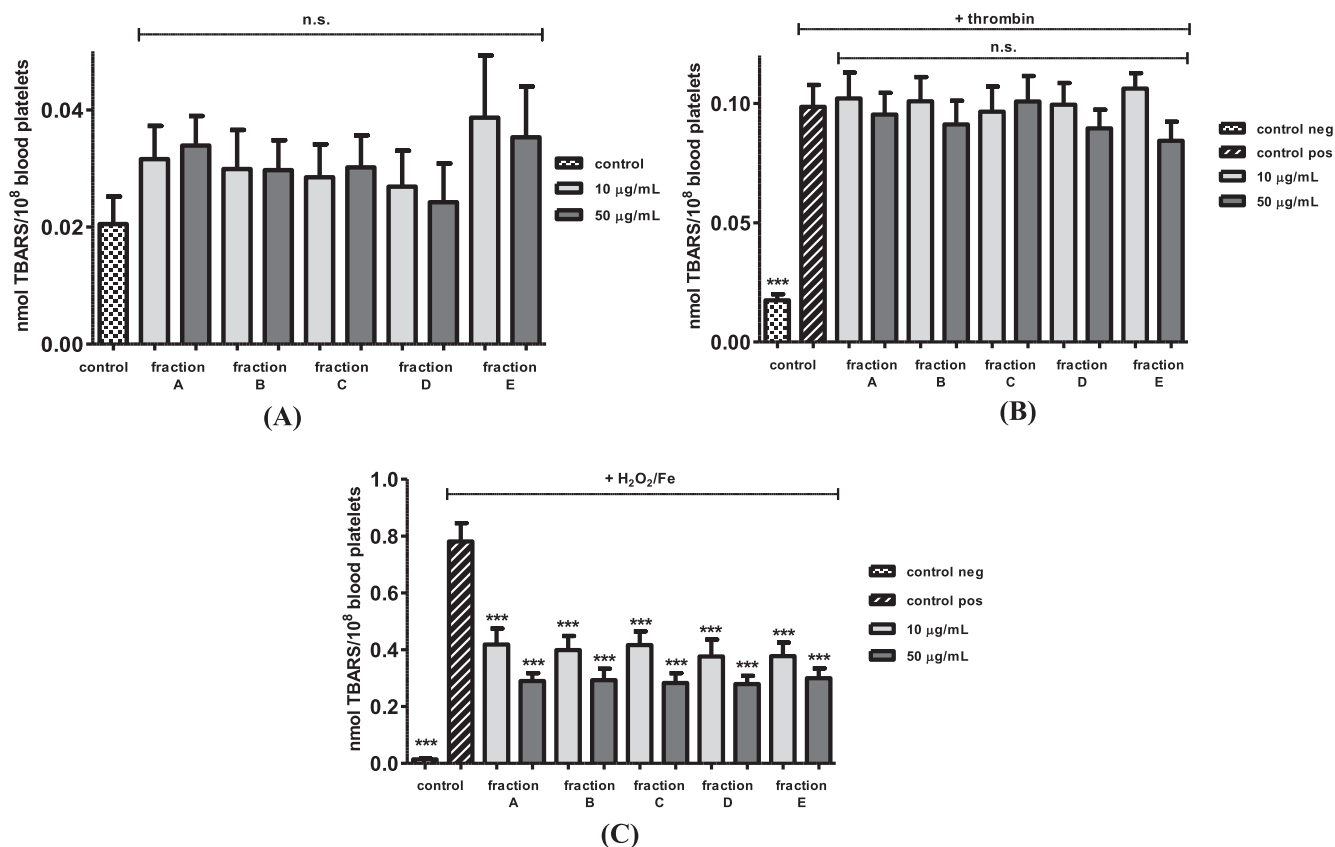 n.s.
nmol TBARS/10⁸ blood platelets
0.04
0.02
0.00
control
10 µg/mL
50 µg/mL
control fraction fraction fraction fraction fraction
A B C D E
(A)
+ thrombin
n.s.
nmol TBARS/10⁸ blood platelets
0.10
0.00
0.00
***
control neg
control pos
10 µg/mL
50 µg/mL
control fraction fraction fraction fraction fraction
A B C D E
(B)
+ H₂O₂/Fe
nmol TBARS/10⁸ blood platelets
1.0
0.8
0.6
0.4
0.2
0.0
*** *** *** *** *** *** *** *** *** *** ***
control neg
control pos
10 µg/mL
50 µg/mL
control fraction fraction fraction fraction fraction
A B C D E
(C)